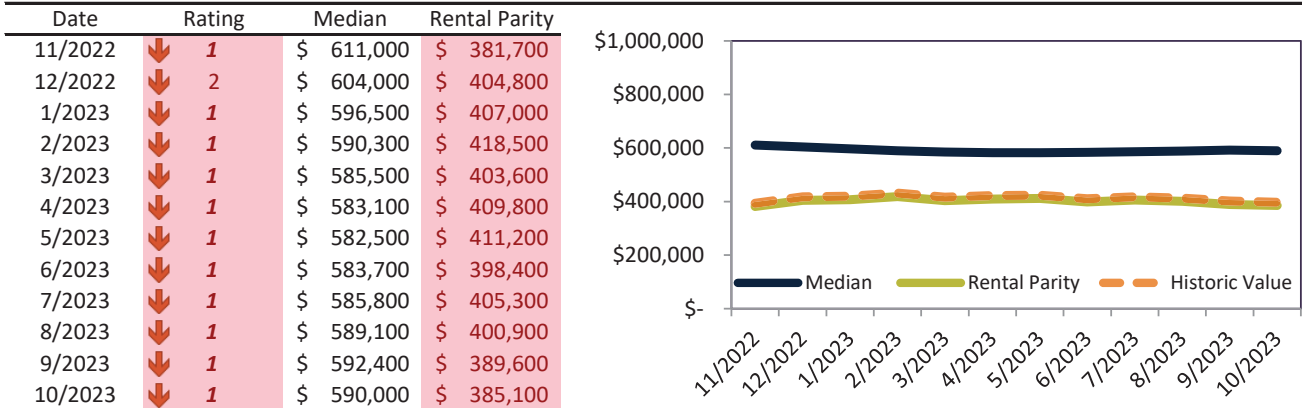 Date Rating Median Rental Parity
11/2022 1 $ 611,000 $ 381,700
12/2022 2 $ 604,000 $ 404,800
1/2023 1 $ 596,500 $ 407,000
2/2023 1 $ 590,300 $ 418,500
3/2023 1 $ 585,500 $ 403,600
4/2023 1 $ 583,100 $ 409,800
5/2023 1 $ 582,500 $ 411,200
6/2023 1 $ 583,700 $ 398,400
7/2023 1 $ 585,800 $ 405,300
8/2023 1 $ 589,100 $ 400,900
9/2023 1 $ 592,400 $ 389,600
10/2023 1 $ 590,000 $ 385,100
$1,000,000
$800,000
$600,000
$400,000
$200,000
$-
Median Rental Parity Historic Value
11/2022 12/2022 1/2023 2/2023 3/2023 4/2023 5/2023 6/2023 7/2023 8/2023 9/2023 10/2023